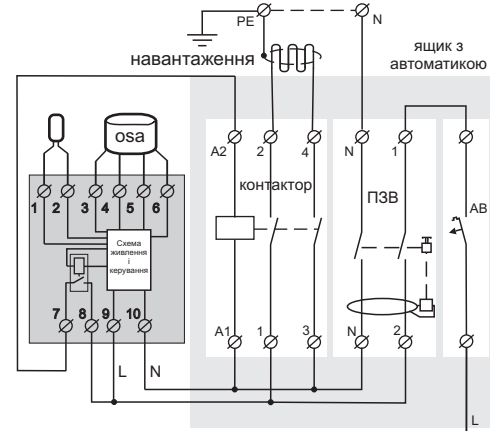 PE
N
навантаження
ящик з
автоматикою
osa
A2
2
4
N
1
контактор
ПЗВ
АВ
1
2
3
4
5
6
Схема
живлення
і
керування
7
8
9
10
A1
1
3
N
2
L
N
L